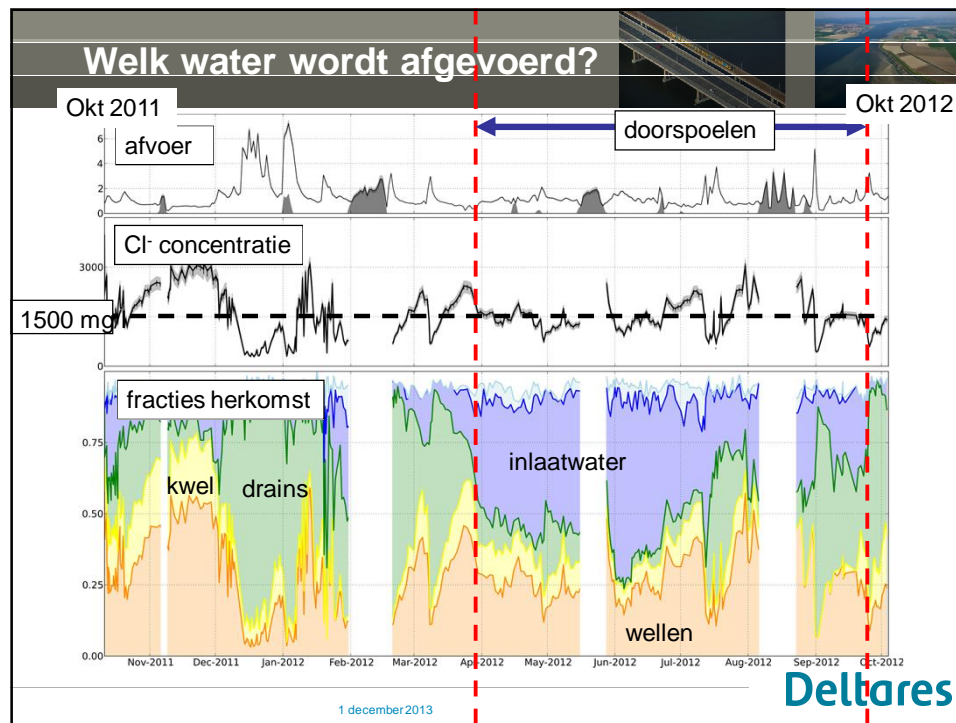 Welk water wordt afgevoerd?
Okt 2011
Okt 2012
doorspoelen
afvoer
6
4
2
0
Cl- concentratie
3000
1500 mg
0
fracties herkomst
0.75
0.50
0.25
0.00
kwel
drains
inlaatwater
wellen
Nov-2011 Dec-2011 Jan-2012 Feb-2012 Mar-2012 Apr-2012 May-2012 Jun-2012 Jul-2012 Aug-2012 Sep-2012 Oct-2012
1 december 2013
Deltares